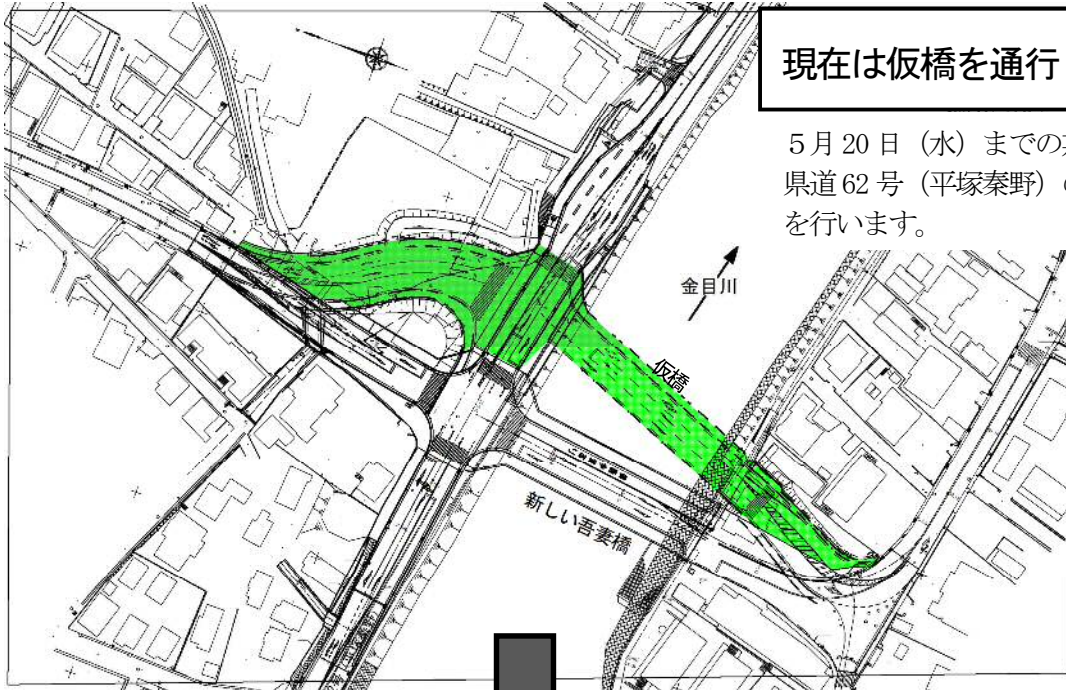 現在は仮橋を通行
5月20日（水）までの
県道62号（平塚秦野）
を行います。
金目川
仮橋
新しい吾妻橋